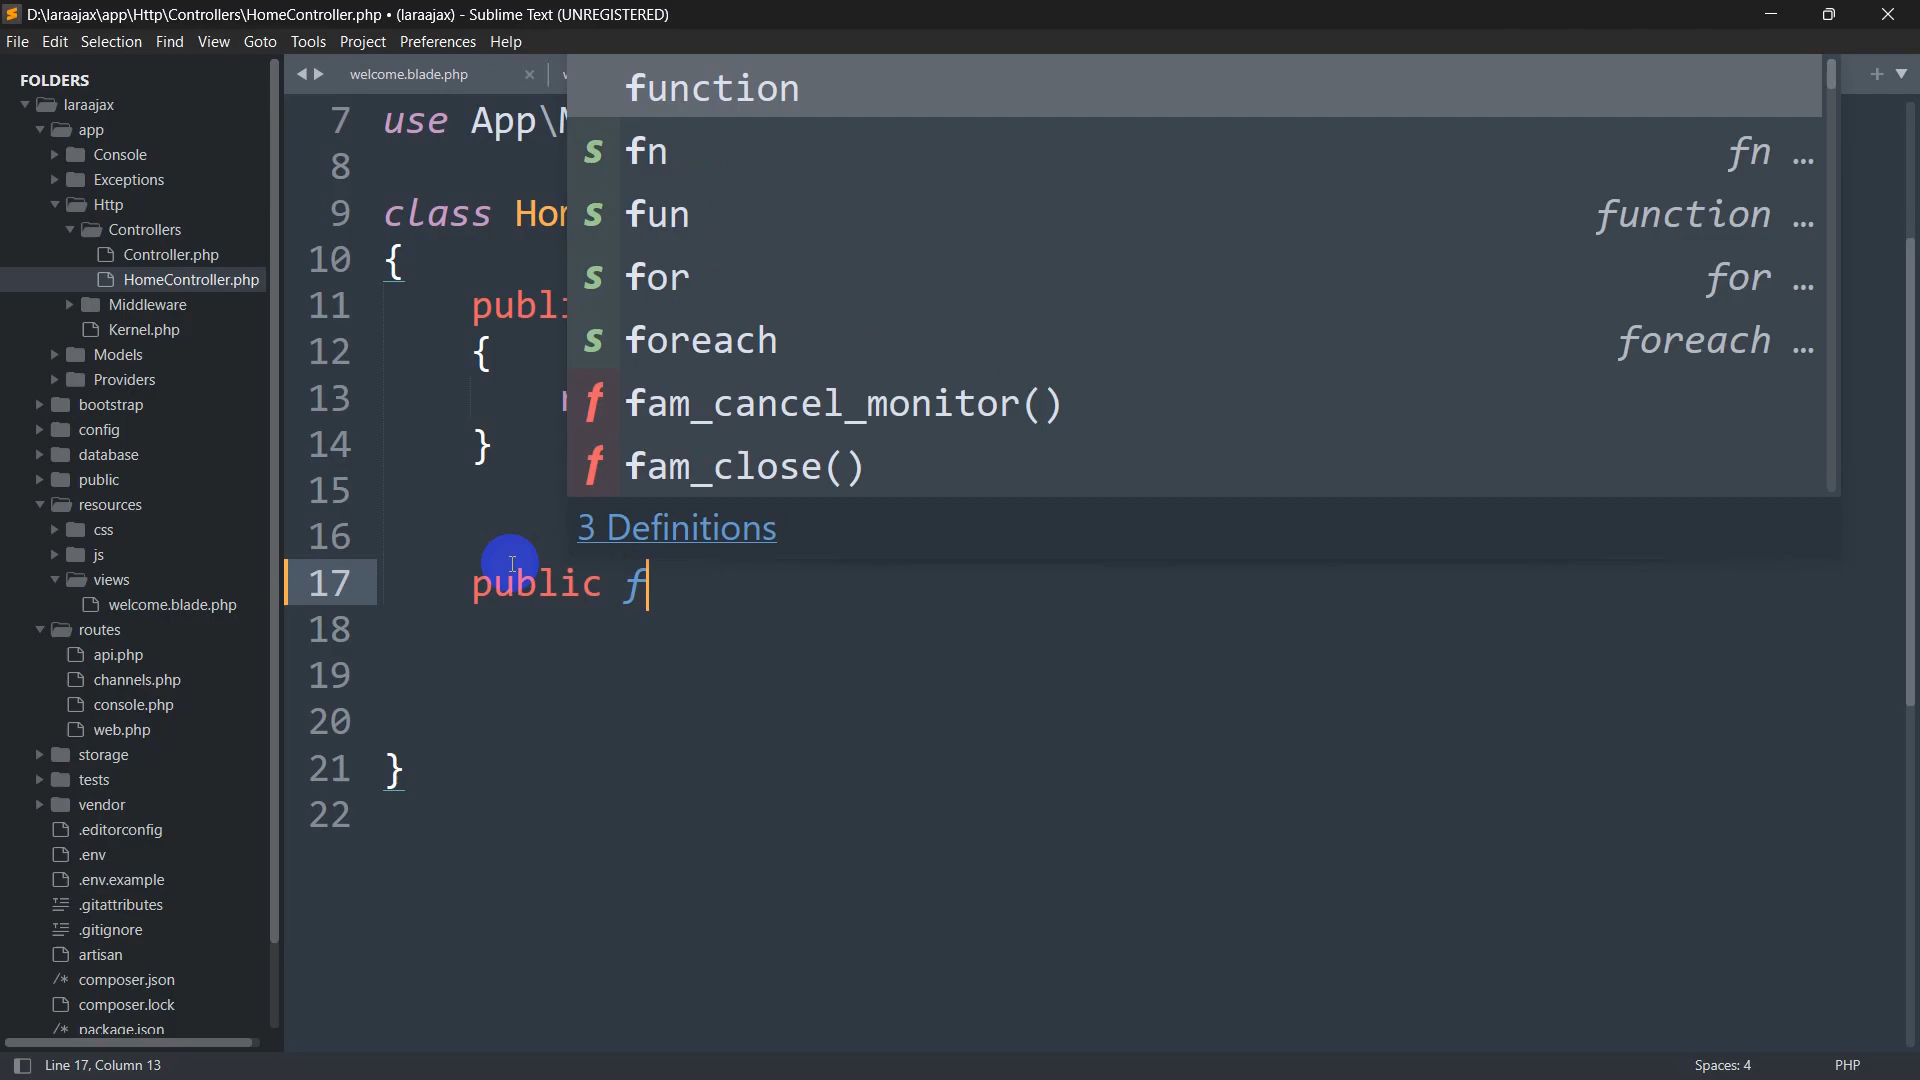 D:\laraajax\app\Http\Controllers\HomeController.php • (laraajax) - Sublime Text (UNREGISTERED)
File Edit Selection Find View Goto Tools Project Preferences Help
FOLDERS
laraajax
app
Console
Exceptions
Http
Controllers
Controller.php
HomeController.php
Middleware
Kernel.php
Models
Providers
bootstrap
config
database
public
resources
css
js
views
welcome.blade.php
routes
api.php
channels.php
console.php
web.php
storage
tests
vendor
.editorconfig
.env
.env.example
.gitattributes
.gitignore
artisan
composer.json
composer.lock
package.json
welcome.blade.php
7 use App\
8
9 class Hor
10 {
11 publi
12 {
13
14 }
15
16
17 public f
18
19
20
21 }
22
function
s fn fn …
s fun function …
s for for …
s foreach foreach …
f fam_cancel_monitor()
f fam_close()
3 Definitions
Line 17, Column 13
Spaces: 4
PHP